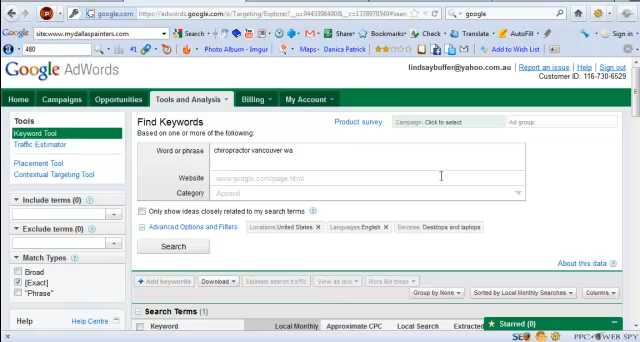 google.com
https://adwords.google.com/o/Targeting/Explorer?__u=9443398490&__c=1378970540#search
google
site:www.mydallaspainters.com
Search
Share
Bookmarks
Check
Translate
AutoFill
480
Photo Album - Imgur
Maps
Danica Patrick
Amazon
Add to Wish List
Google AdWords
lindsaybuffer@yahoo.com.au
Report an issue
Help
Sign out
Customer ID: 116-730-6529
Home
Campaigns
Opportunities
Tools and Analysis
Billing
My Account
Tools
Keyword Tool
Traffic Estimator
Placement Tool
Contextual Targeting Tool
Include terms (0)
Exclude terms (0)
Match Types
Broad
[Exact]
"Phrase"
Help
Help Centre
Find Keywords
Based on one or more of the following:
Product survey
Campaign: Click to select
Ad group:
Word or phrase
chiropractor vancouver wa
Website
www.google.com/page.html
Category
Apparel
Only show ideas closely related to my search terms
Advanced Options and Filters
Locations: United States
Languages: English
Devices: Desktops and laptops
Search
About this data
Add keywords
Download
Estimate search traffic
View as text
More like these
Group by None
Sorted by Local Monthly Searches
Columns
Search Terms (1)
Keyword
Local Monthly
Approximate CPC
Local Search
Extracted
Starred (0)
PPC WEB SPY